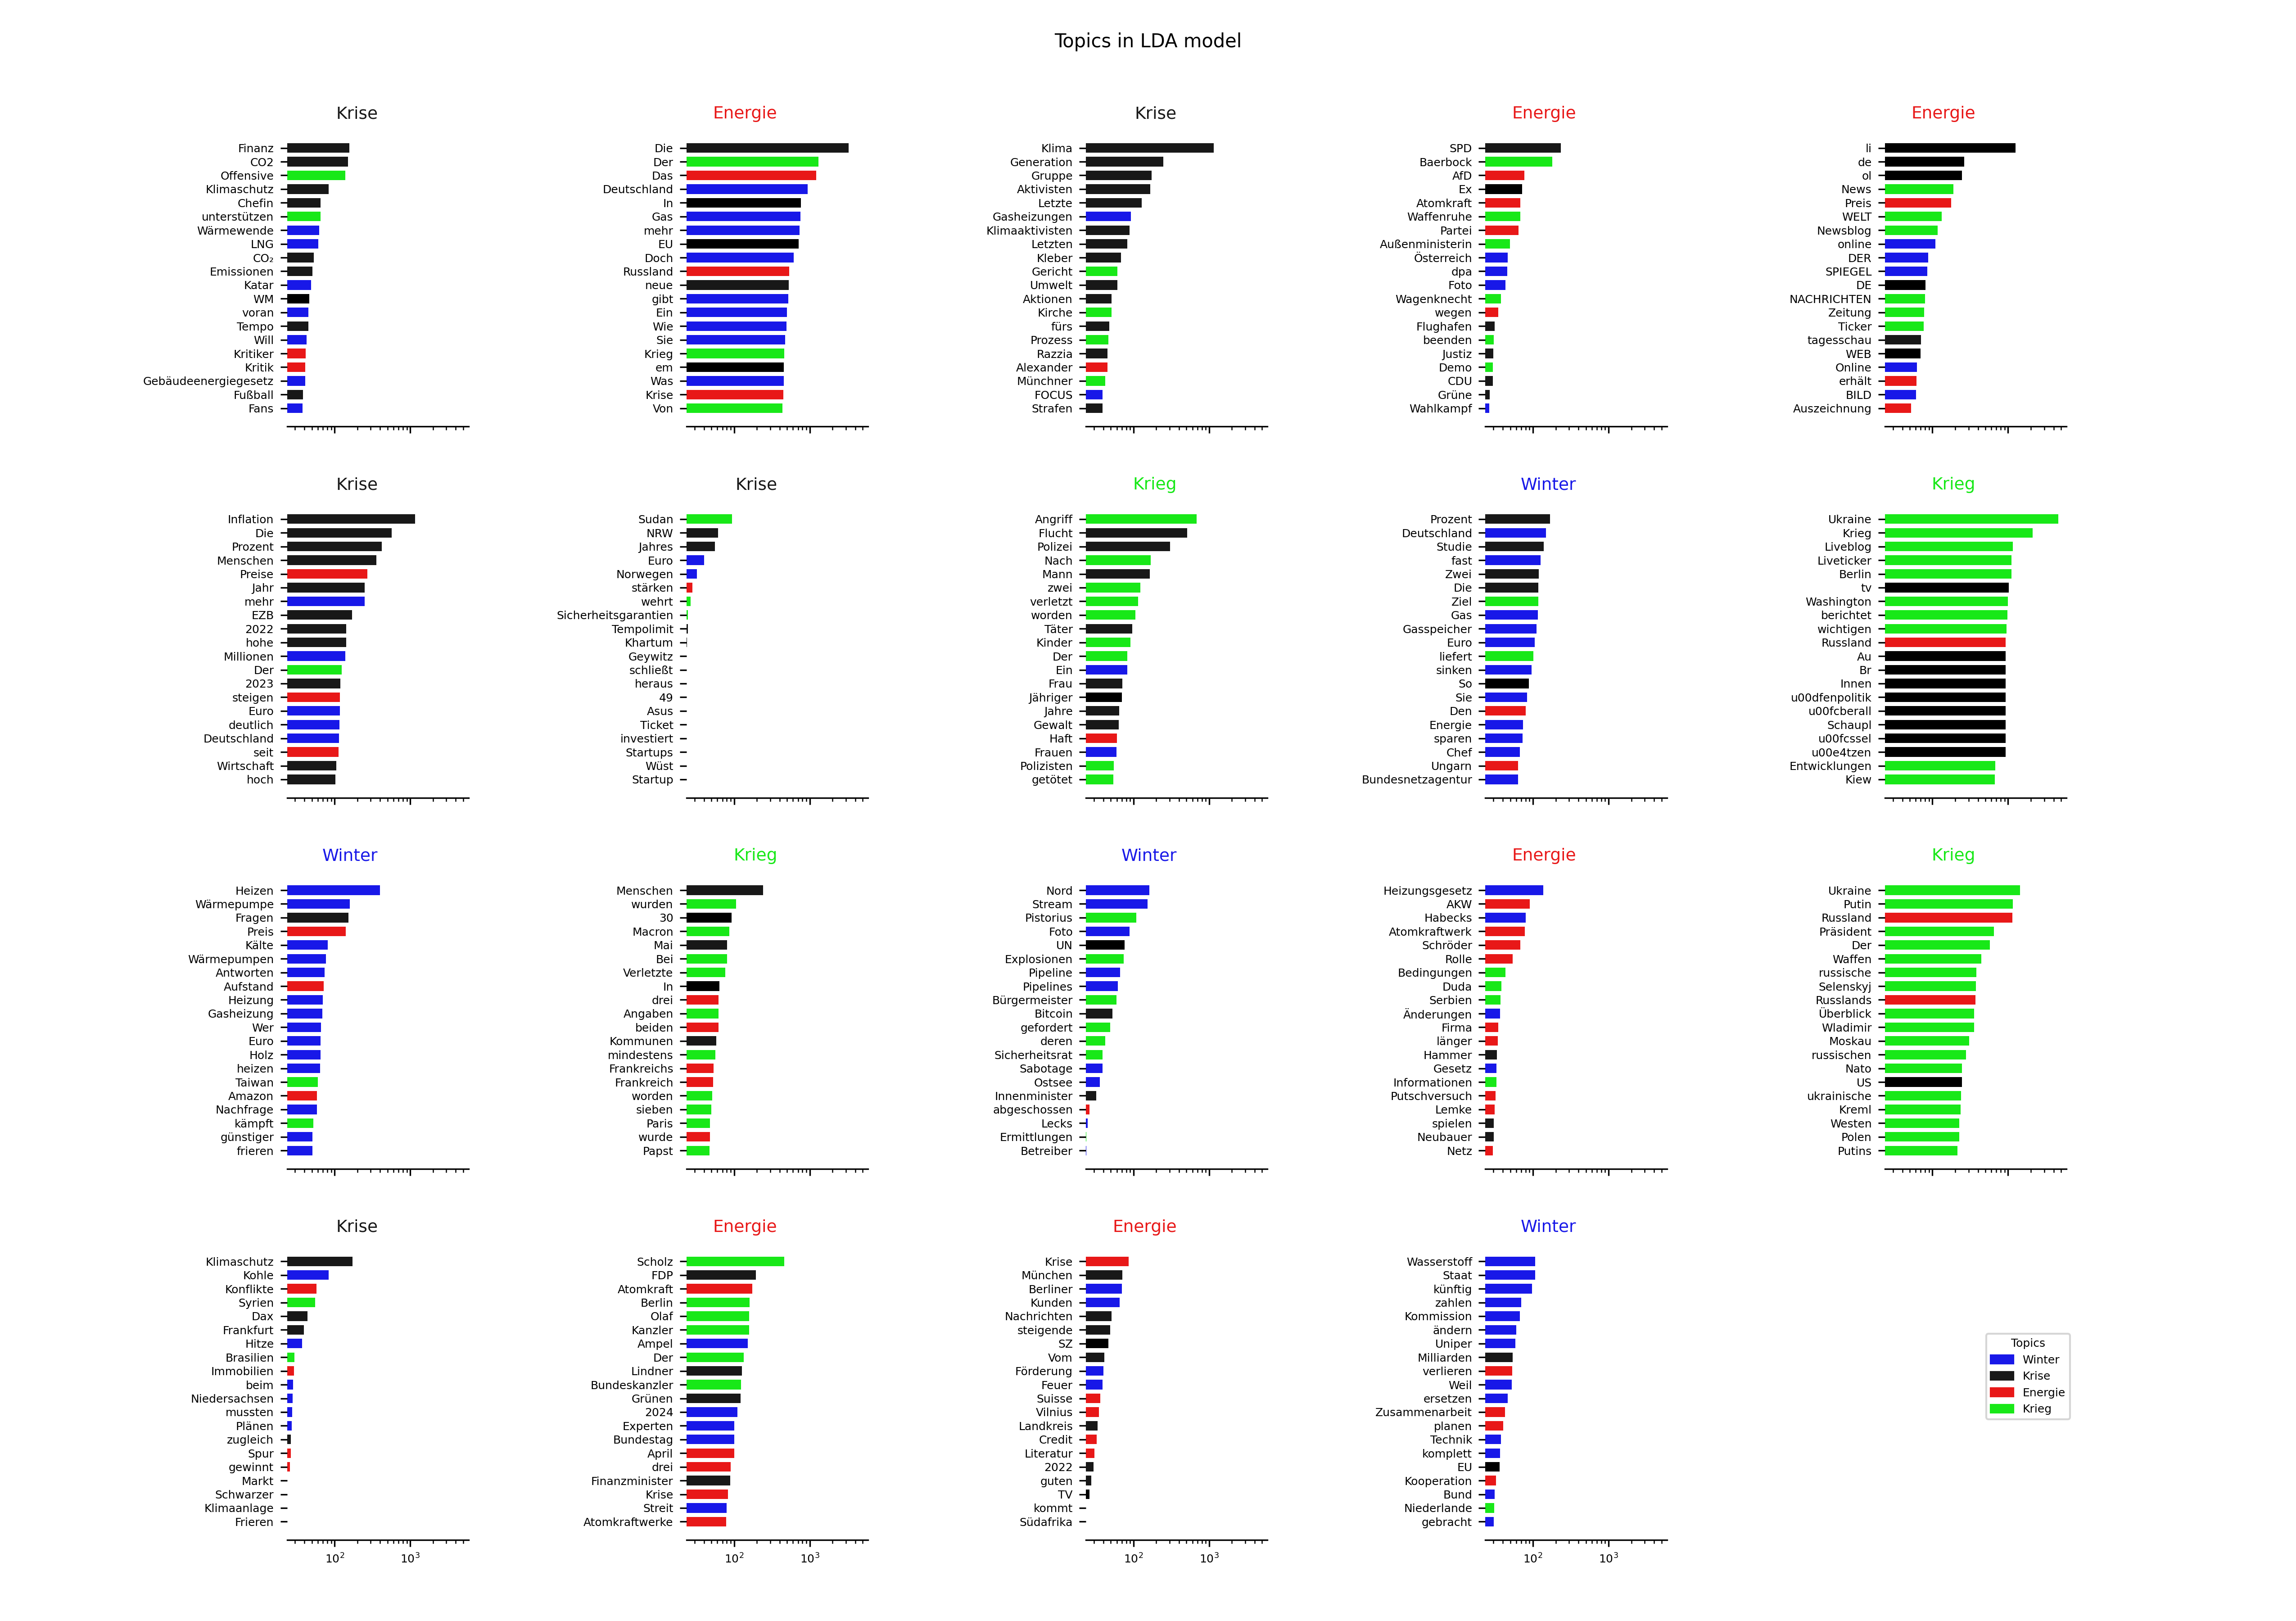 Topics in LDA model
Krise
Finanz
CO2
Offensive
Klimaschutz
Chefin
unterstützen
Wärmewende
LNG
CO₂
Emissionen
Katar
WM
voran
Tempo
Will
Kritiker
Kritik
Gebäudeenergiegesetz
Fußball
Fans
Energie
Die
Der
Das
Deutschland
In
Gas
mehr
EU
Doch
Russland
neue
gibt
Ein
Wie
Sie
Krieg
em
Was
Krise
Von
Krise
Klima
Generation
Gruppe
Aktivisten
Letzte
Gasheizungen
Klimaaktivisten
Letzten
Kleber
Gericht
Umwelt
Aktionen
Kirche
fürs
Prozess
Razzia
Alexander
Münchner
FOCUS
Strafen
Energie
SPD
Baerbock
AfD
Ex
Atomkraft
Waffenruhe
Partei
Außenministerin
Österreich
dpa
Foto
Wagenknecht
wegen
Flughafen
beenden
Justiz
Demo
CDU
Grüne
Wahlkampf
Energie
li
de
ol
News
Preis
WELT
Newsblog
online
DER
SPIEGEL
DE
NACHRICHTEN
Zeitung
Ticker
tagesschau
WEB
Online
erhält
BILD
Auszeichnung
Krise
Inflation
Die
Prozent
Menschen
Preise
Jahr
mehr
EZB
2022
hohe
Millionen
Der
2023
steigen
Euro
deutlich
Deutschland
seit
Wirtschaft
hoch
Krise
Sudan
NRW
Jahres
Euro
Norwegen
stärken
wehrt
Sicherheitsgarantien
Tempolimit
Khartum
Geywitz
schließt
heraus
49
Asus
Ticket
investiert
Startups
Wüst
Startup
Krieg
Angriff
Flucht
Polizei
Nach
Mann
zwei
verletzt
worden
Täter
Kinder
Der
Ein
Frau
Jähriger
Jahre
Gewalt
Haft
Frauen
Polizisten
getötet
Winter
Prozent
Deutschland
Studie
fast
Zwei
Die
Ziel
Gas
Gasspeicher
Euro
liefert
sinken
So
Sie
Den
Energie
sparen
Chef
Ungarn
Bundesnetzagentur
Krieg
Ukraine
Krieg
Liveblog
Liveticker
Berlin
tv
Washington
berichtet
wichtigen
Russland
Au
Br
Innen
u00dfenpolitik
u00fcberall
Schaupl
u00fcssel
u00e4tzen
Entwicklungen
Kiew
Winter
Heizen
Wärmepumpe
Fragen
Preis
Kälte
Wärmepumpen
Antworten
Aufstand
Heizung
Gasheizung
Wer
Euro
Holz
heizen
Taiwan
Amazon
Nachfrage
kämpft
günstiger
frieren
Krieg
Menschen
wurden
30
Macron
Mai
Bei
Verletzte
In
drei
Angaben
beiden
Kommunen
mindestens
Frankreichs
Frankreich
worden
sieben
Paris
wurde
Papst
Winter
Nord
Stream
Pistorius
Foto
UN
Explosionen
Pipeline
Pipelines
Bürgermeister
Bitcoin
gefordert
deren
Sicherheitsrat
Sabotage
Ostsee
Innenminister
abgeschossen
Lecks
Ermittlungen
Betreiber
Energie
Heizungsgesetz
AKW
Habecks
Atomkraftwerk
Schröder
Rolle
Bedingungen
Duda
Serbien
Änderungen
Firma
länger
Hammer
Gesetz
Informationen
Putschversuch
Lemke
spielen
Neubauer
Netz
Krieg
Ukraine
Putin
Russland
Präsident
Der
Waffen
russische
Selenskyj
Russlands
Überblick
Wladimir
Moskau
russischen
Nato
US
ukrainische
Kreml
Westen
Polen
Putins
Krise
Klimaschutz
Kohle
Konflikte
Syrien
Dax
Frankfurt
Hitze
Brasilien
Immobilien
beim
Niedersachsen
mussten
Plänen
zugleich
Spur
gewinnt
Markt
Schwarzer
Klimaanlage
Frieren
10² 10³
Energie
Scholz
FDP
Atomkraft
Berlin
Olaf
Kanzler
Ampel
Der
Lindner
Bundeskanzler
Grünen
2024
Experten
Bundestag
April
drei
Finanzminister
Krise
Streit
Atomkraftwerke
10² 10³
Energie
Krise
München
Berliner
Kunden
Nachrichten
steigende
SZ
Vom
Förderung
Feuer
Suisse
Vilnius
Landkreis
Credit
Literatur
2022
guten
TV
kommt
Südafrika
10² 10³
Winter
Wasserstoff
Staat
künftig
zahlen
Kommission
ändern
Uniper
Milliarden
verlieren
Weil
ersetzen
Zusammenarbeit
planen
Technik
komplett
EU
Kooperation
Bund
Niederlande
gebracht
10² 10³
Topics
Winter
Krise
Energie
Krieg